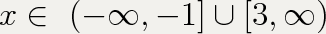 x ∈ (−∞, −1] ∪ [3, ∞)